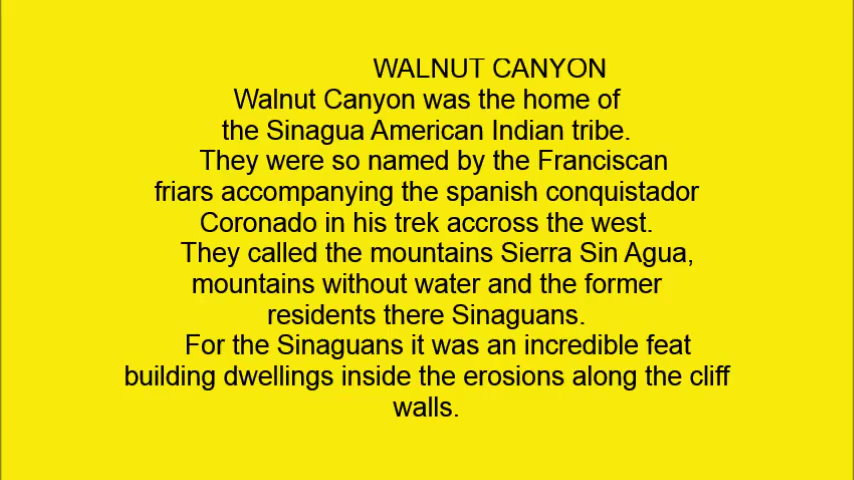 WALNUT CANYON
Walnut Canyon was the home of
the Sinagua American Indian tribe.
They were so named by the Franciscan
friars accompanying the spanish conquistador
Coronado in his trek accross the west.
They called the mountains Sierra Sin Agua,
mountains without water and the former
residents there Sinaguans.
For the Sinaguans it was an incredible feat
building dwellings inside the erosions along the cliff
walls.